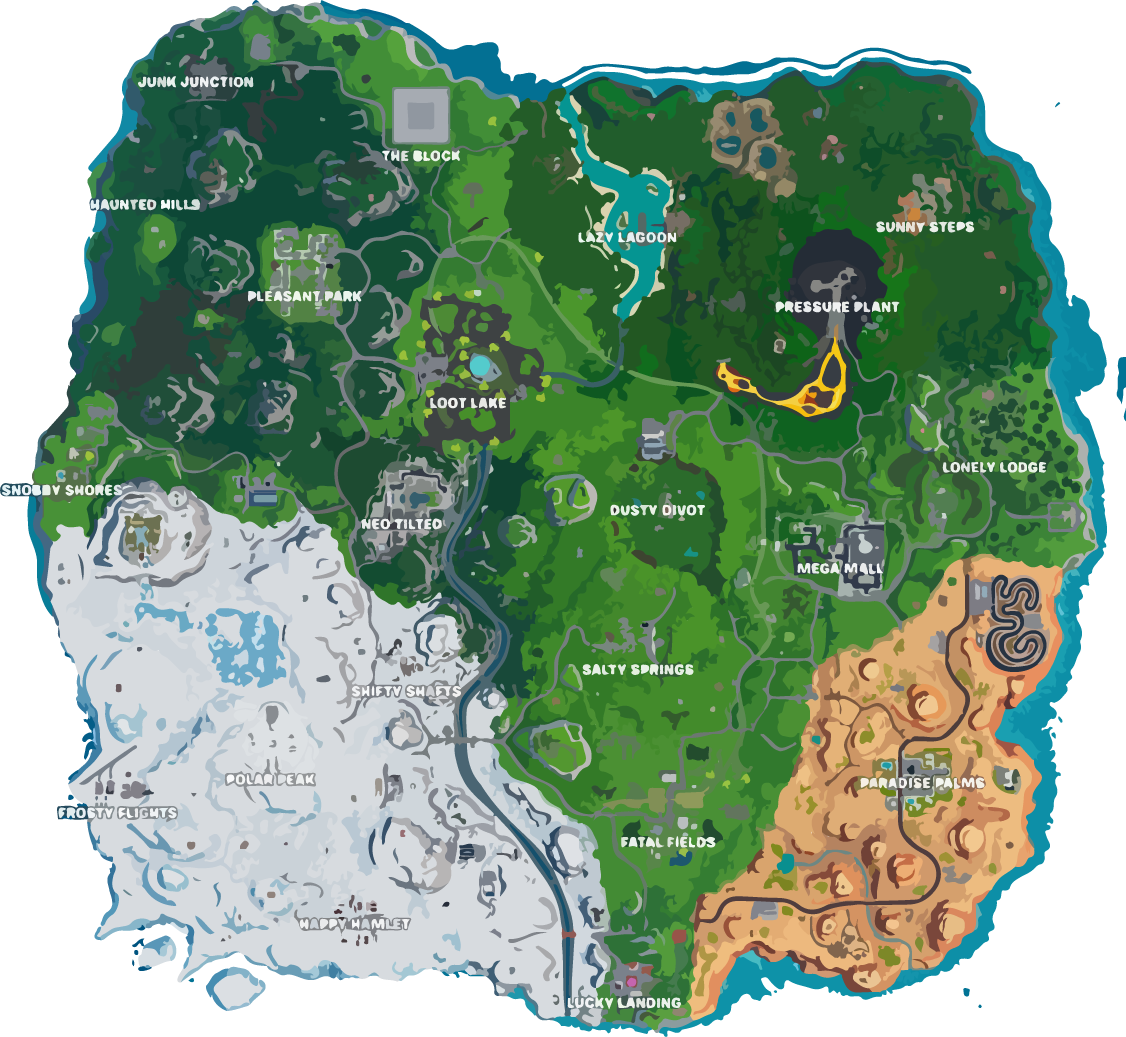 JUNK JUNCTION
THE BLOCK
HAUNTED HILLS
SUNNY STEPS
LAZY LAGOON
PLEASANT PARK
PRESSURE PLANT
LOOT LAKE
LONELY LODGE
SNOBBY SHORES
DUSTY DIVOT
NEO TILTED
MEGA MALL
SALTY SPRINGS
SHIFTY SHAFTS
POLAR PEAK
PARADISE PALMS
FROSTY FLIGHTS
FATAL FIELDS
HAPPY HAMLET
LUCKY LANDING